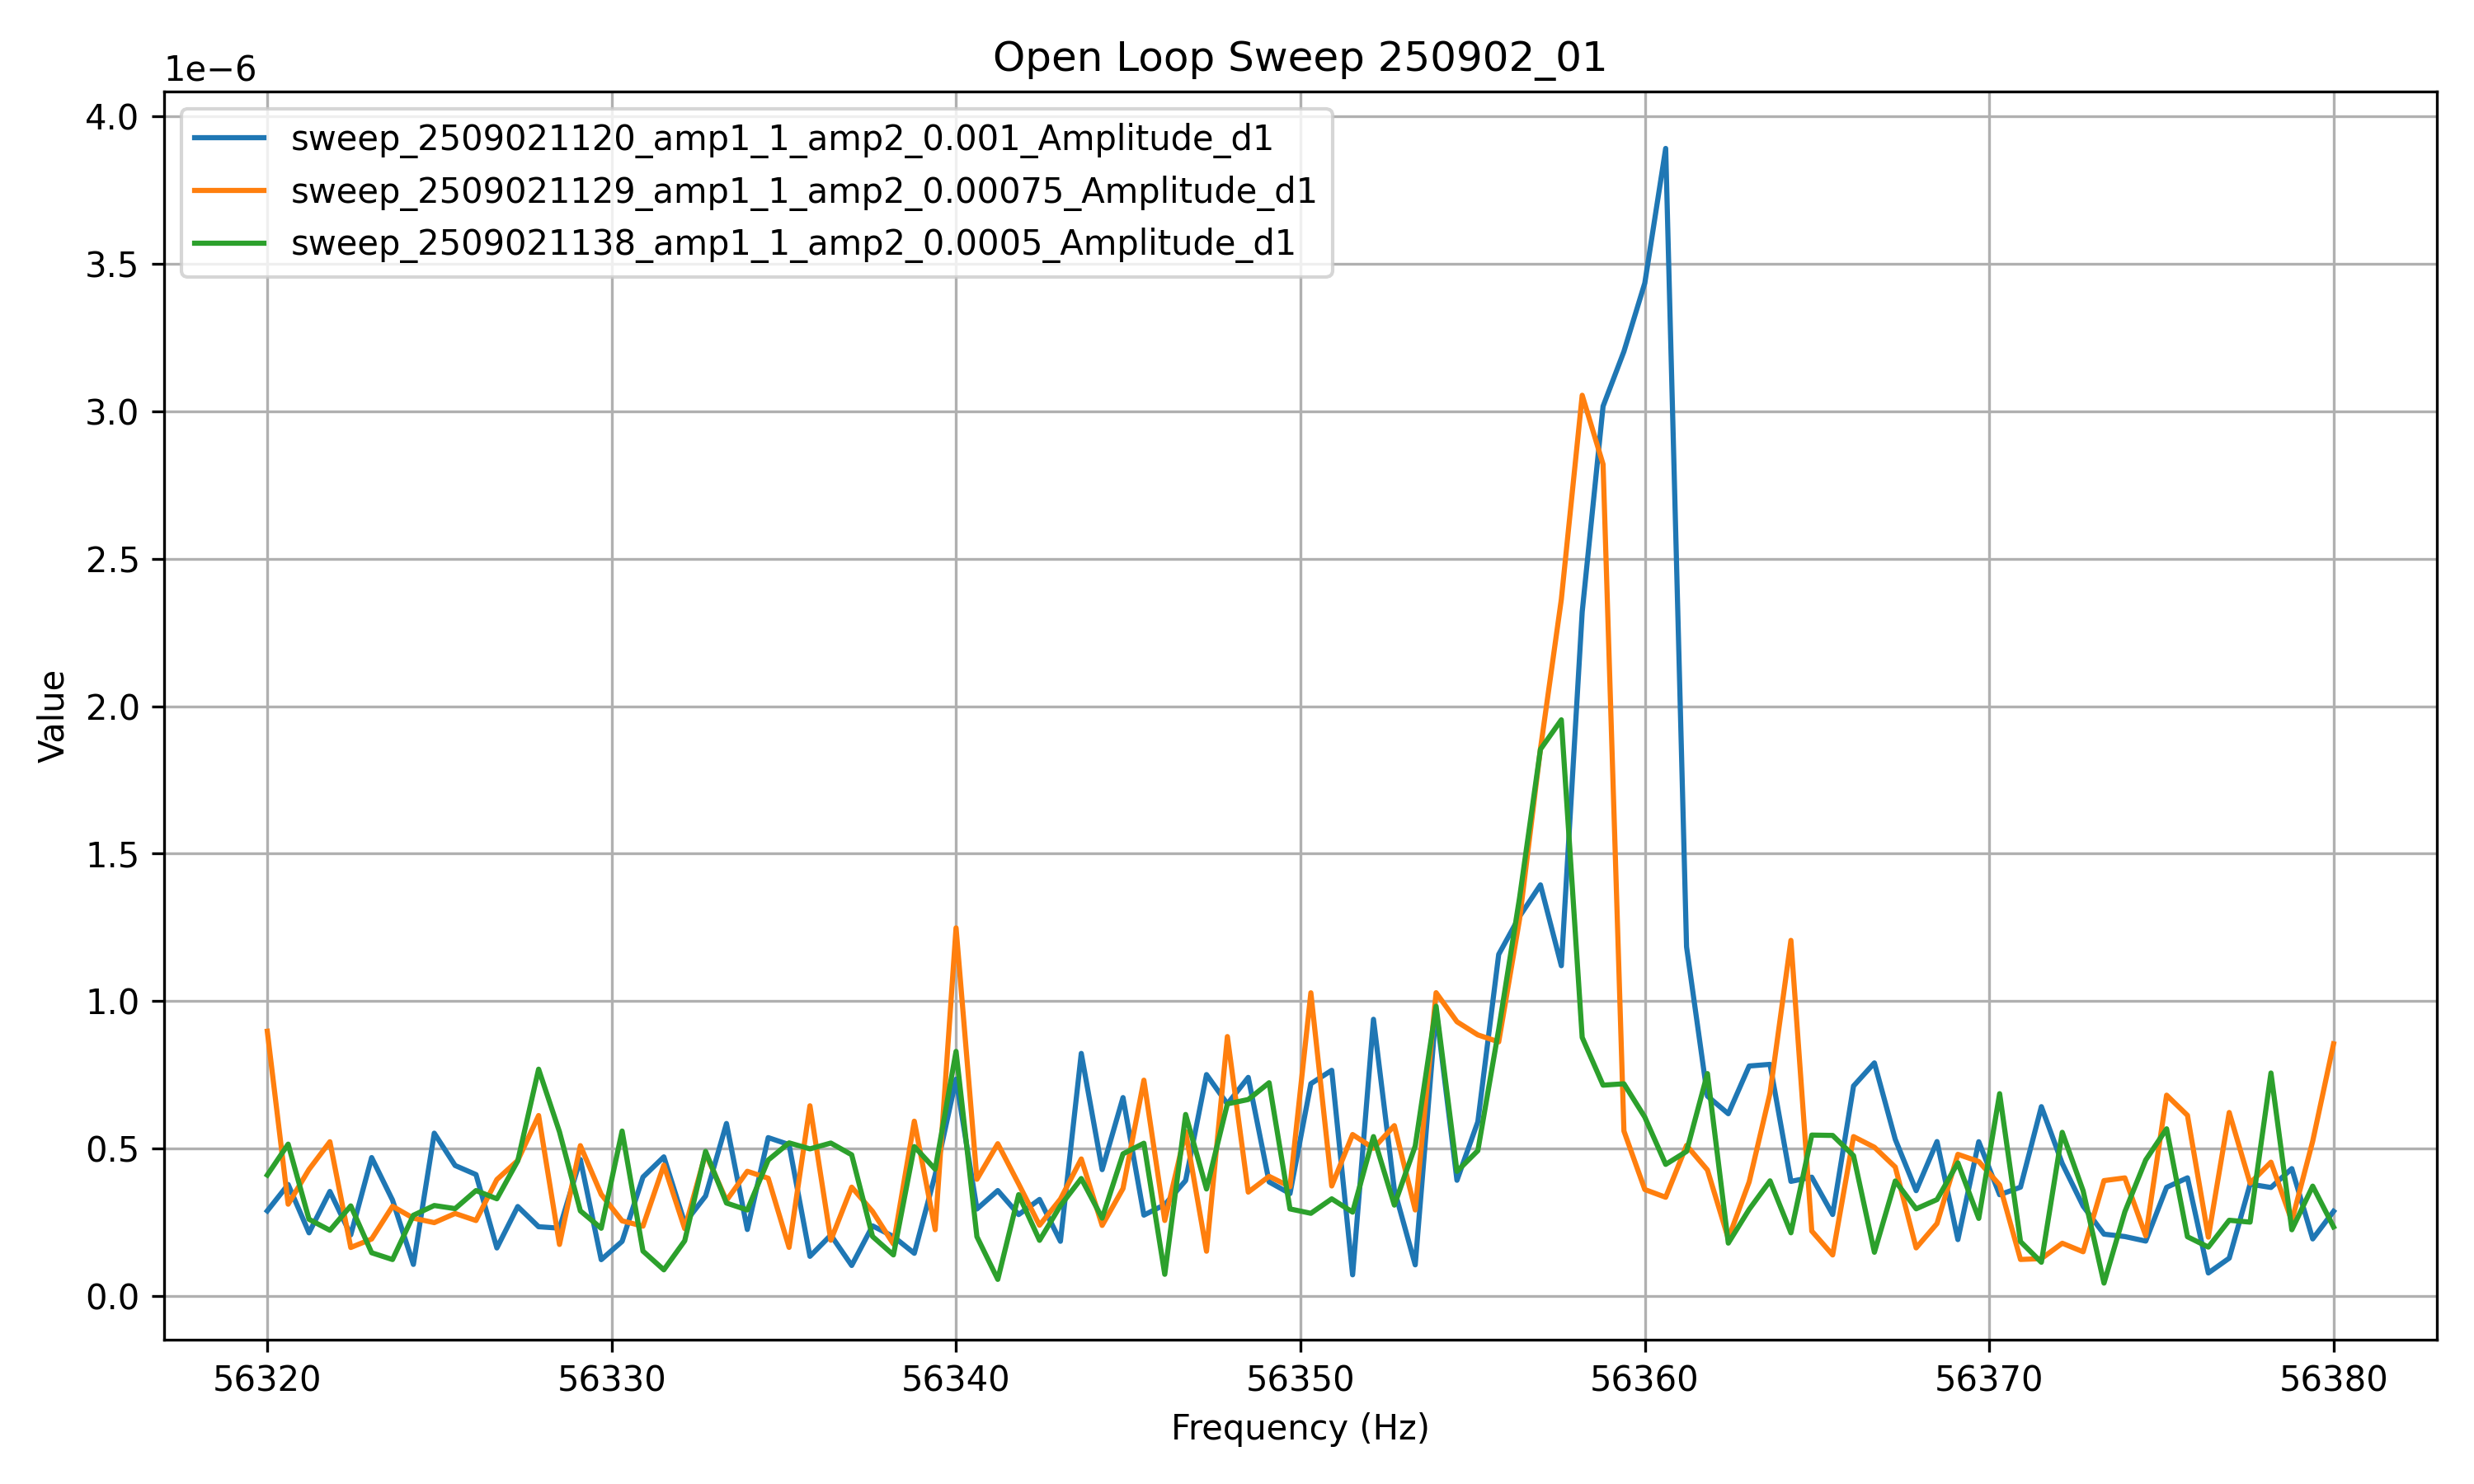 Open Loop Sweep 250902_01
1e−6
4.0
3.5
3.0
2.5
2.0
1.5
1.0
0.5
0.0
Value
sweep_2509021120_amp1_1_amp2_0.001_Amplitude_d1
sweep_2509021129_amp1_1_amp2_0.00075_Amplitude_d1
sweep_2509021138_amp1_1_amp2_0.0005_Amplitude_d1
56320 56330 56340 56350 56360 56370 56380
Frequency (Hz)